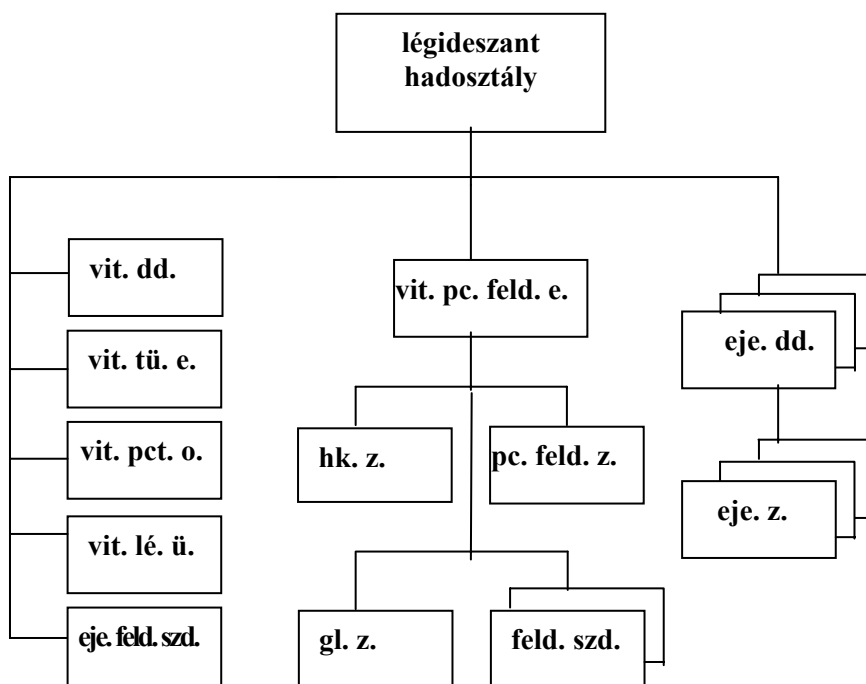 légideszant
hadosztály
vit. dd.
vit. tü. e.
vit. pct. o.
vit. lé. ü.
eje. feld. szd.
vit. pc. feld. e.
hk. z.
pc. feld. z.
gl. z.
feld. szd.
eje. dd.
eje. z.